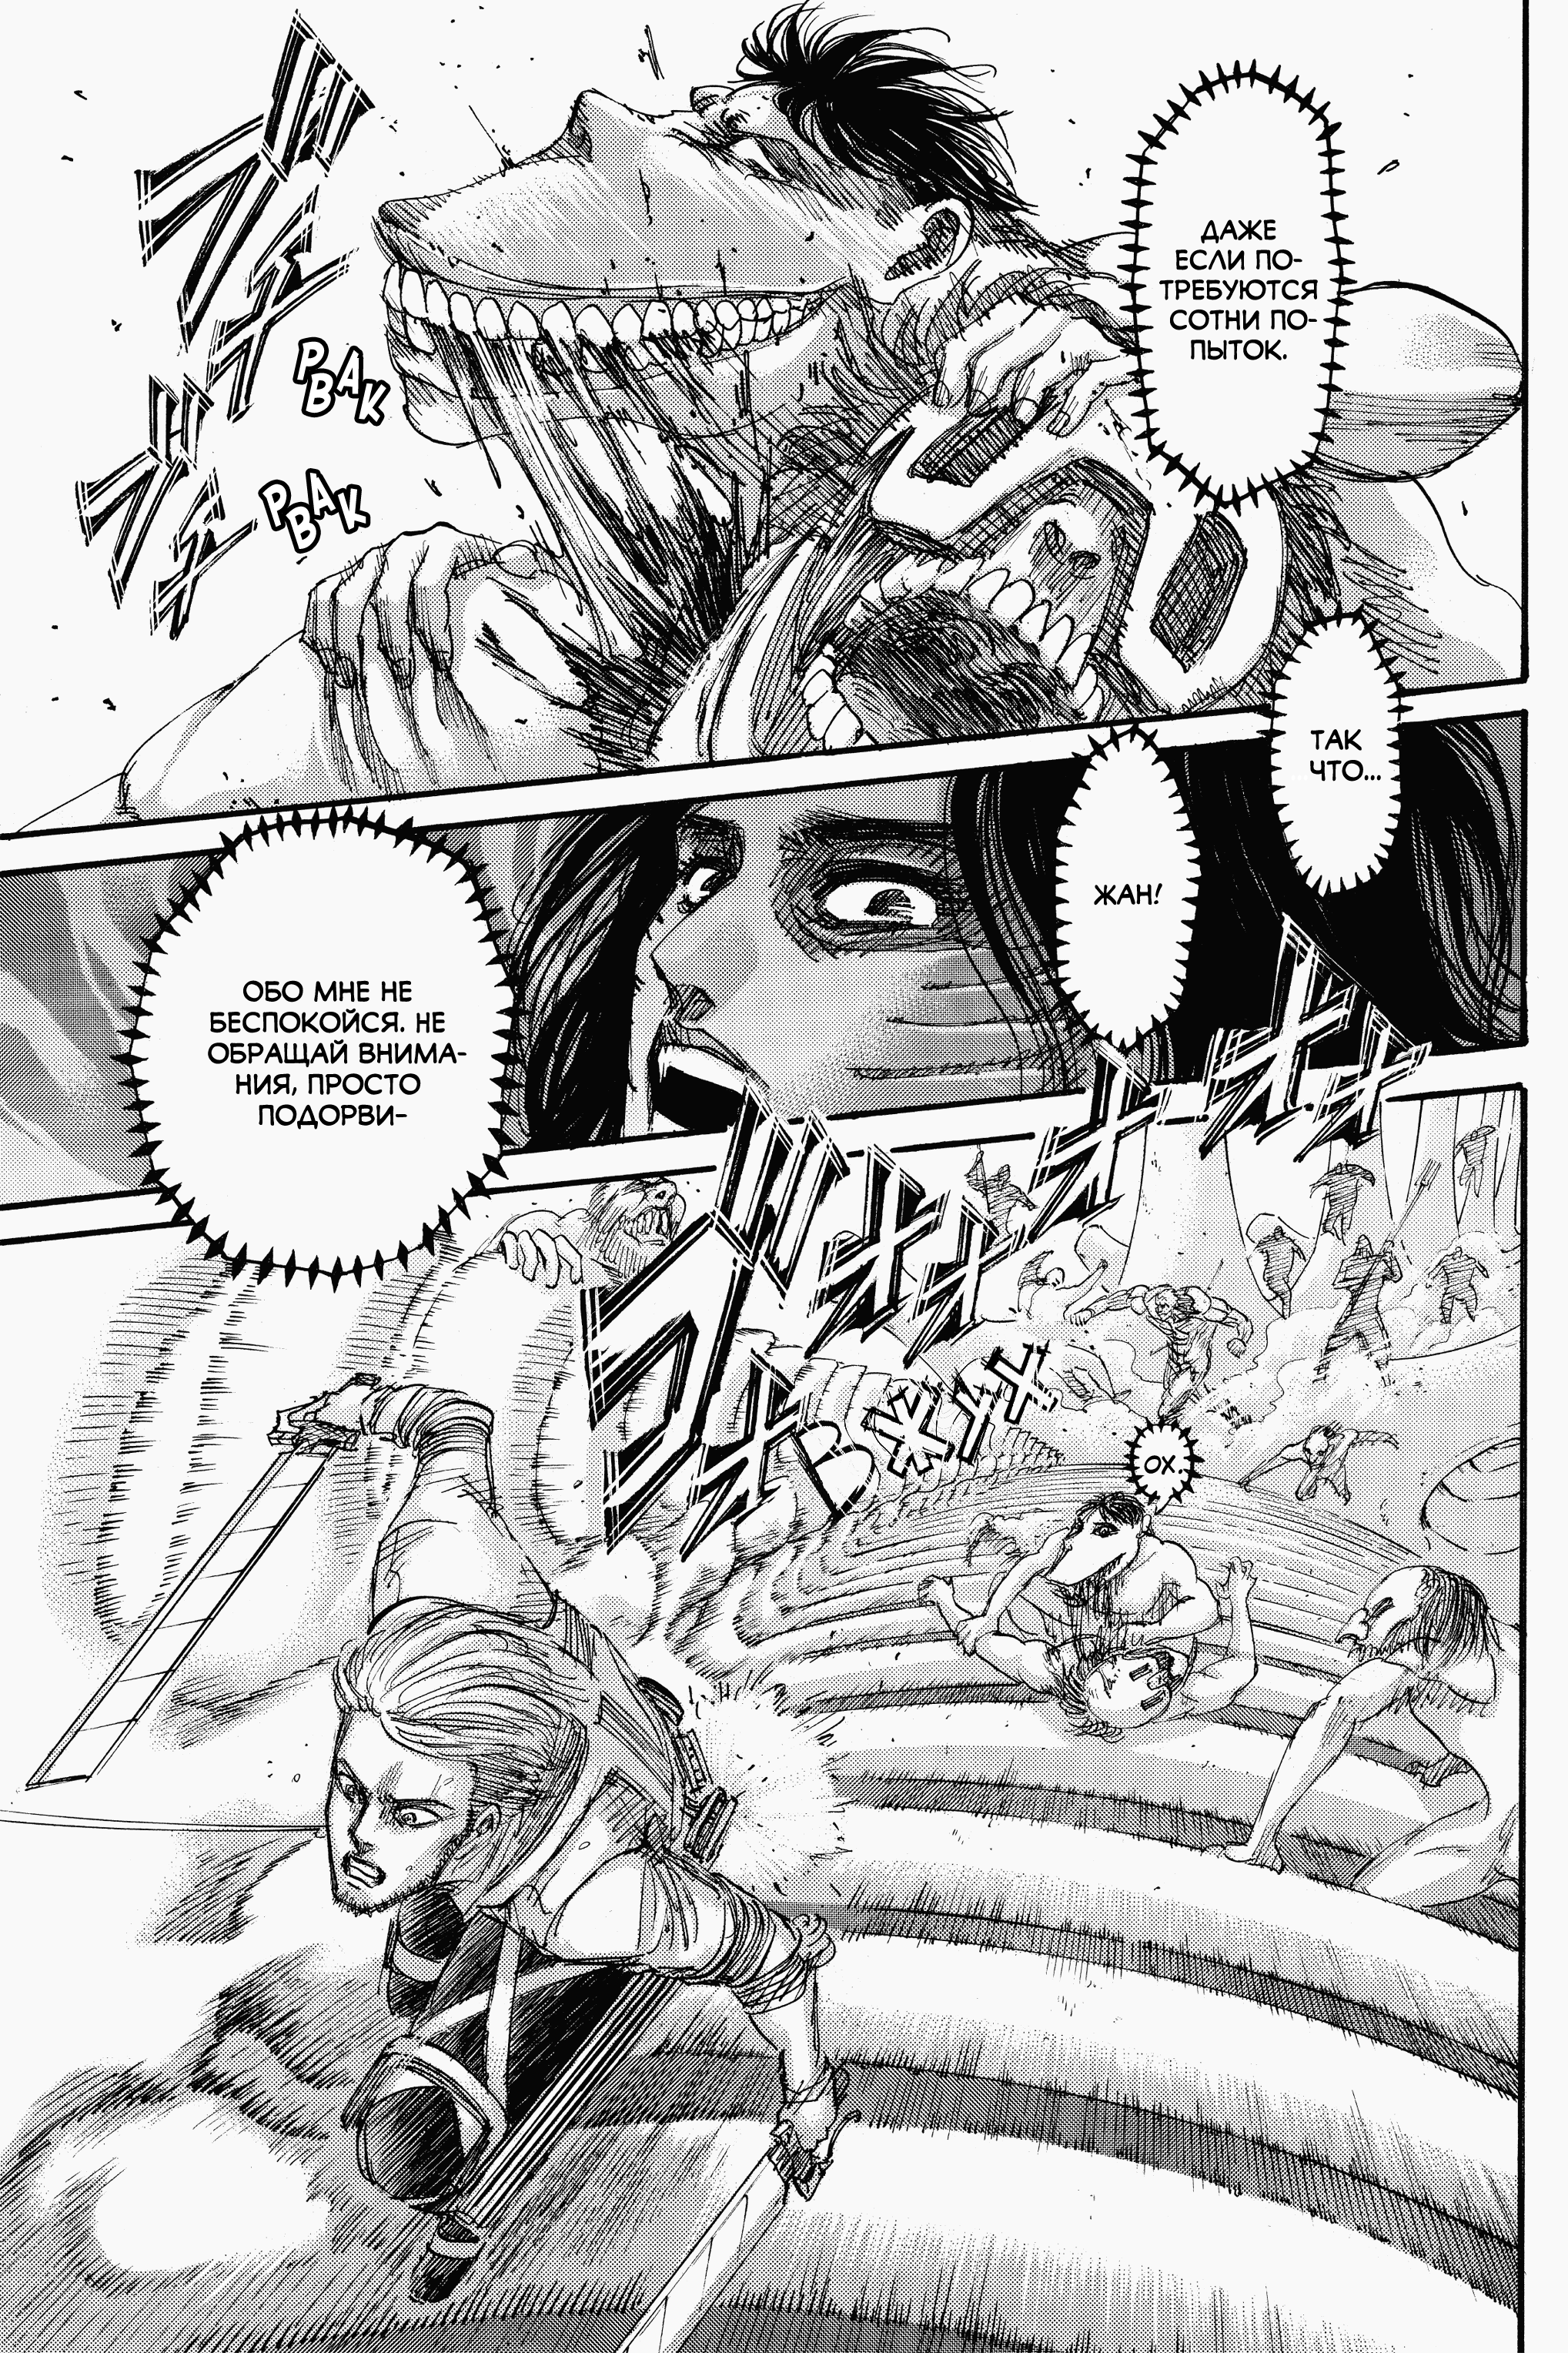 ДАЖЕ
ЕСЛИ ПО-
ТРЕБУЮТСЯ
СОТНИ ПО-
ПЫТОК.
РВАК
РВАК
ТАК
ЧТО...
ЖАН!
ОБО МНЕ НЕ
БЕСПОКОЙСЯ. НЕ
ОБРАЩАЙ ВНИМА-
НИЯ, ПРОСТО
ПОДОРВИ-
ВЖУХ
ОХ.